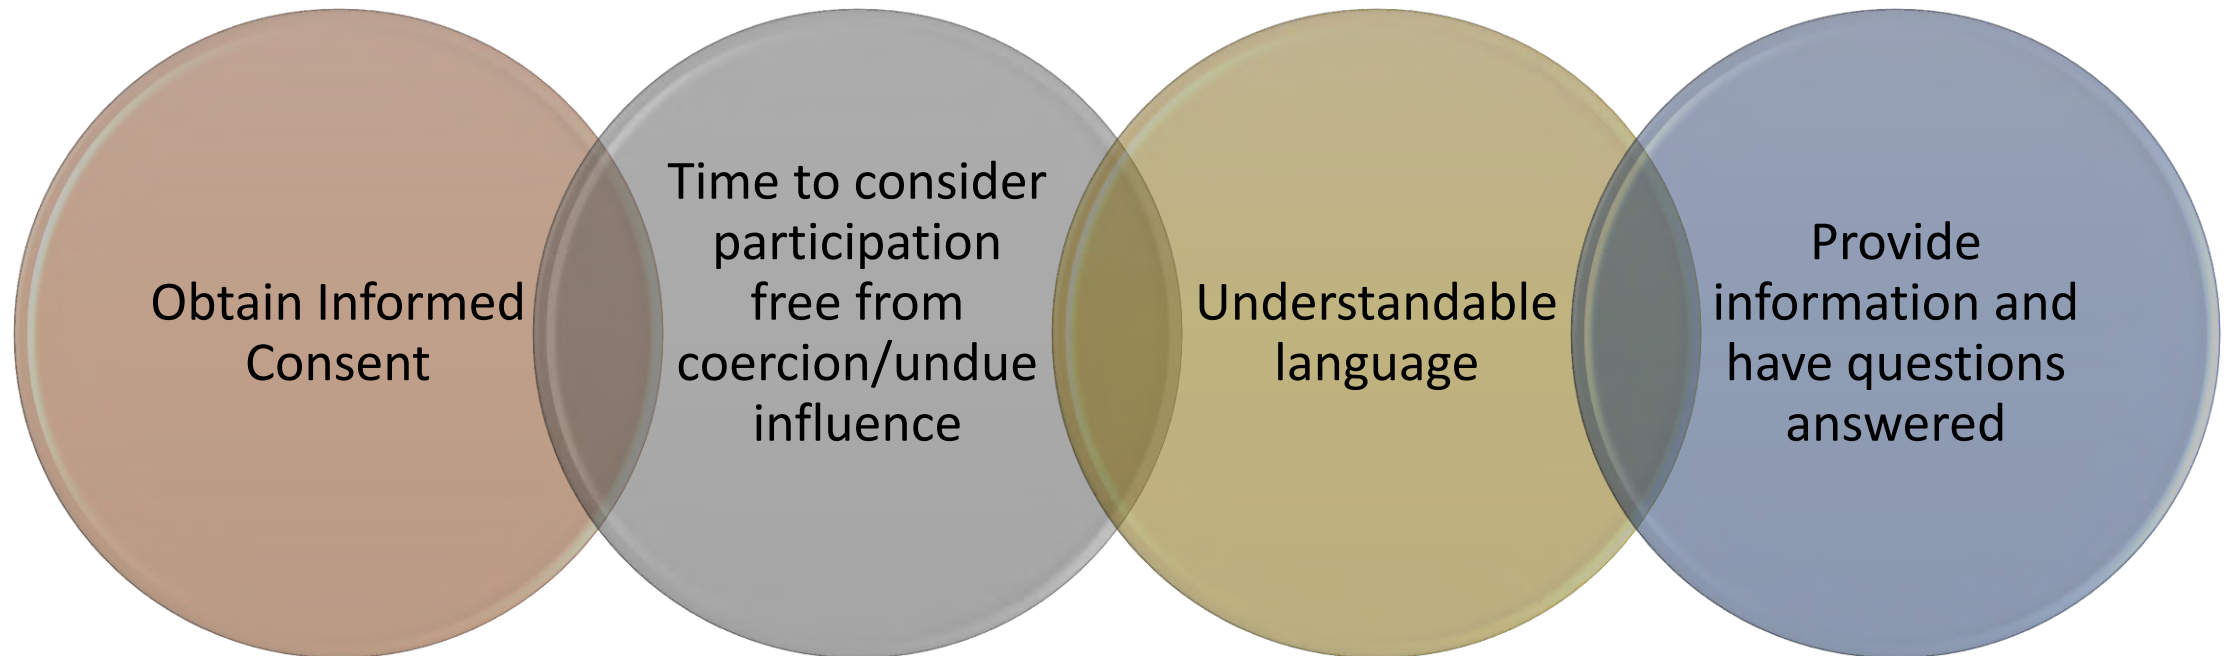 Obtain Informed
Consent
Time to consider
participation
free from
coercion/undue
influence
Understandable
language
Provide
information and
have questions
answered